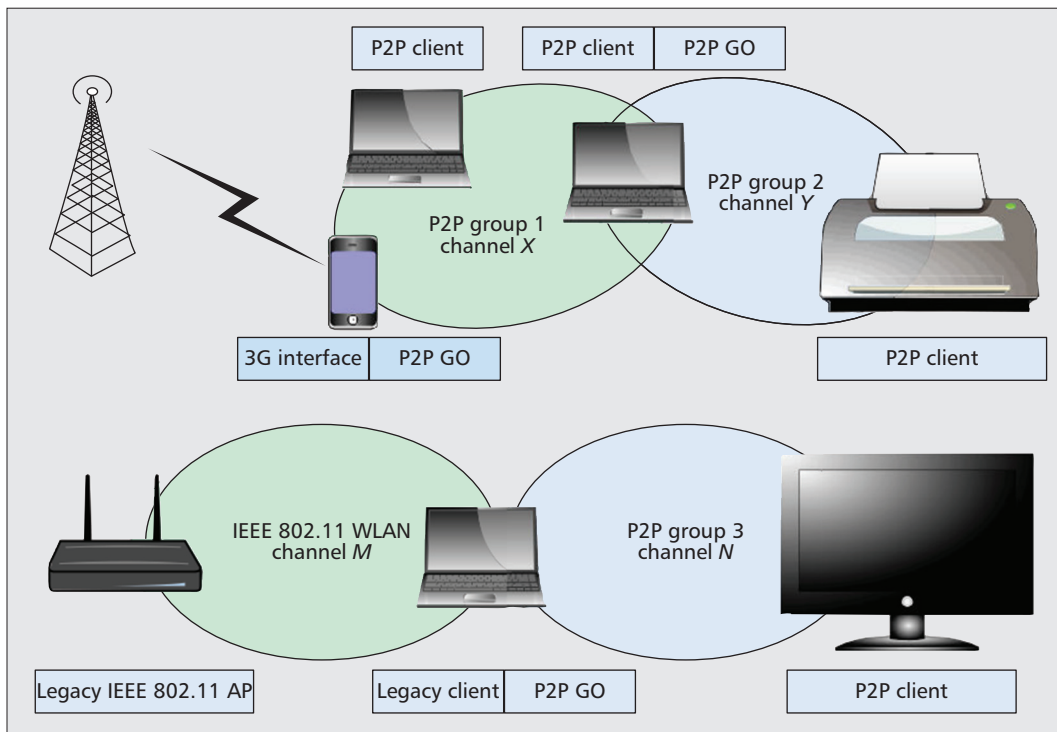 P2P client
P2P client
P2P GO
P2P group 1
channel X
P2P group 2
channel Y
3G interface
P2P GO
P2P client
IEEE 802.11 WLAN
channel M
P2P group 3
channel N
Legacy IEEE 802.11 AP
Legacy client
P2P GO
P2P client